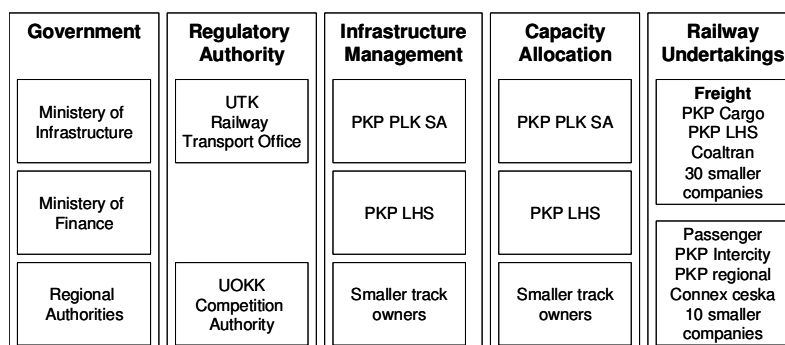 Government
Ministery of
Infrastructure
Ministery of
Finance
Regional
Authorities
Regulatory
Authority
UTK
Railway
Transport Office
UOKK
Competition
Authority
Infrastructure
Management
PKP PLK SA
PKP LHS
Smaller track
owners
Capacity
Allocation
PKP PLK SA
PKP LHS
Smaller track
owners
Railway
Undertakings
Freight
PKP Cargo
PKP LHS
Coaltran
30 smaller
companies
Passenger
PKP Intercity
PKP regional
Connex ceska
10 smaller
companies